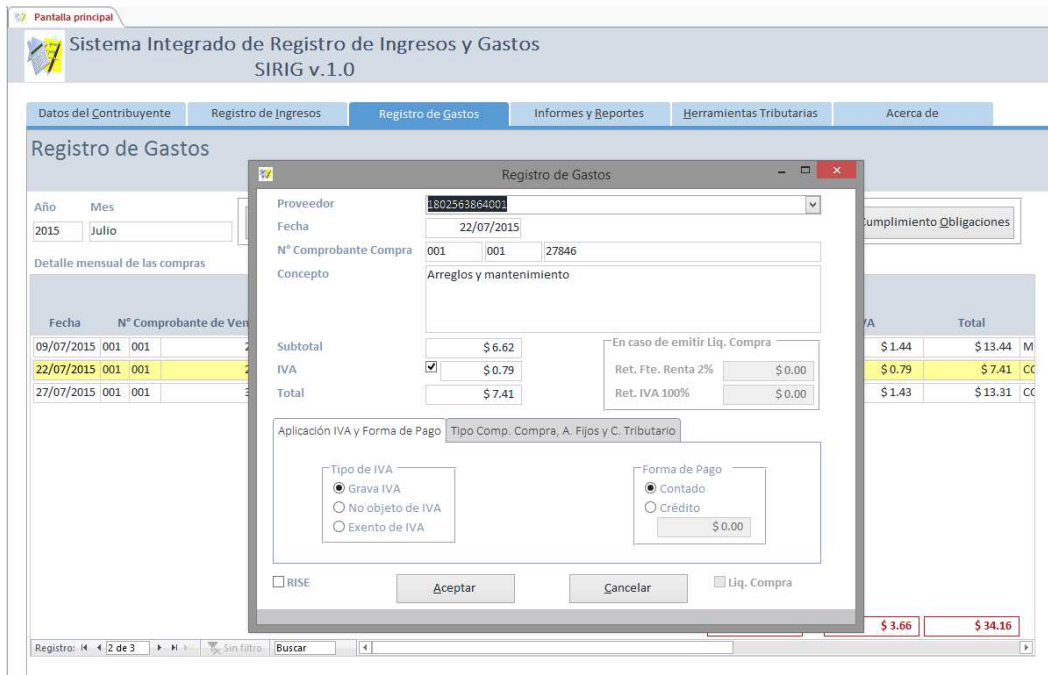 Pantalla principal
Sistema Integrado de Registro de Ingresos y Gastos
SIRIG v.1.0
Datos del Contribuyente Registro de Ingresos Registro de Gastos Informes y Reportes Herramientas Tributarias Acerca de
Registro de Gastos
Registro de Gastos
Año Mes
2015 Julio
Cumplimiento Obligaciones
Detalle mensual de las compras
Fecha N° Comprobante de Ven VA Total
09/07/2015 001 001 2 $ 1.44 $ 13.44 M
22/07/2015 001 001 2 $ 0.79 $ 7.41 CC
27/07/2015 001 001 3 $ 1.43 $ 13.31 CC
Proveedor 1802563864001
Fecha 22/07/2015
N° Comprobante Compra 001 001 27846
Concepto Arreglos y mantenimiento
Subtotal $ 6.62
IVA $ 0.79
Total $ 7.41
En caso de emitir Liq. Compra
Ret. Fte. Renta 2% $ 0.00
Ret. IVA 100% $ 0.00
Aplicación IVA y Forma de Pago Tipo Comp. Compra, A. Fijos y C. Tributario
Tipo de IVA
Grava IVA
No objeto de IVA
Exento de IVA
Forma de Pago
Contado
Crédito
$ 0.00
RISE Aceptar Cancelar Liq. Compra
$ 3.66 $ 34.16
Registro: 2 de 3 Sin filtro Buscar